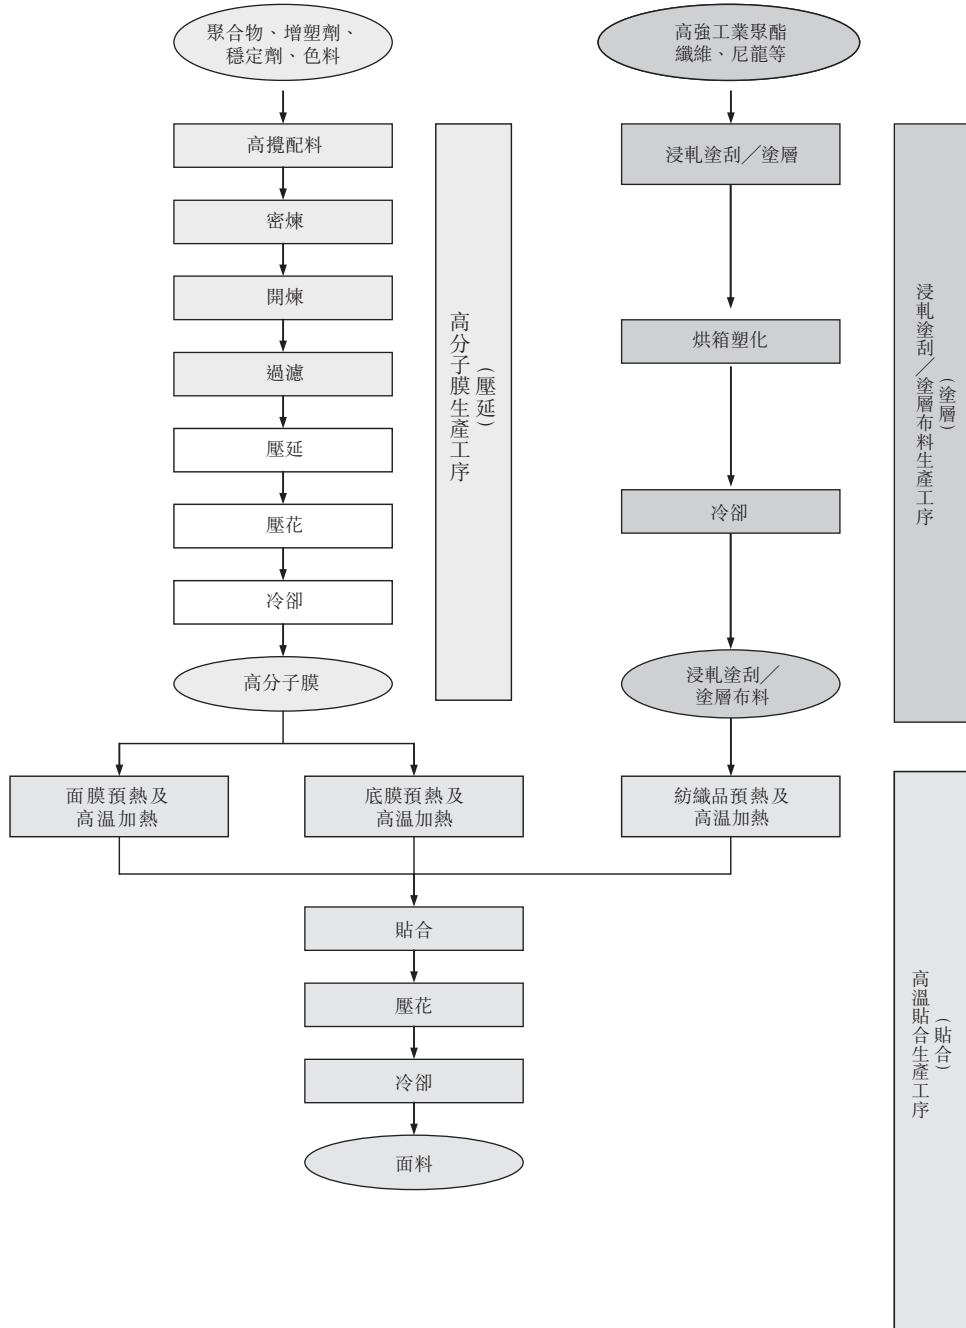 聚合物、增塑劑、
穩定劑、色料
高攪配料
密煉
開煉
過濾
壓延
壓花
冷卻
高分子膜
高分子膜生產工序
(壓延)
高強工業聚酯
纖維、尼龍等
浸軋塗刮／塗層
烘箱塑化
冷卻
浸軋塗刮／
塗層布料
浸軋塗刮／塗層布料生產工序
(塗層)
面膜預熱及
高温加熱
底膜預熱及
高温加熱
紡織品預熱及
高温加熱
貼合
壓花
冷卻
面料
高溫貼合生產工序
(貼合)